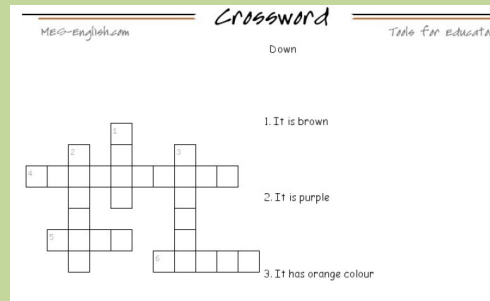 Crossword
MES-English.com
Tools for Educato
Down
1. It is brown
1
2
3
4
2. It is purple
5
6
3. It has orange colour